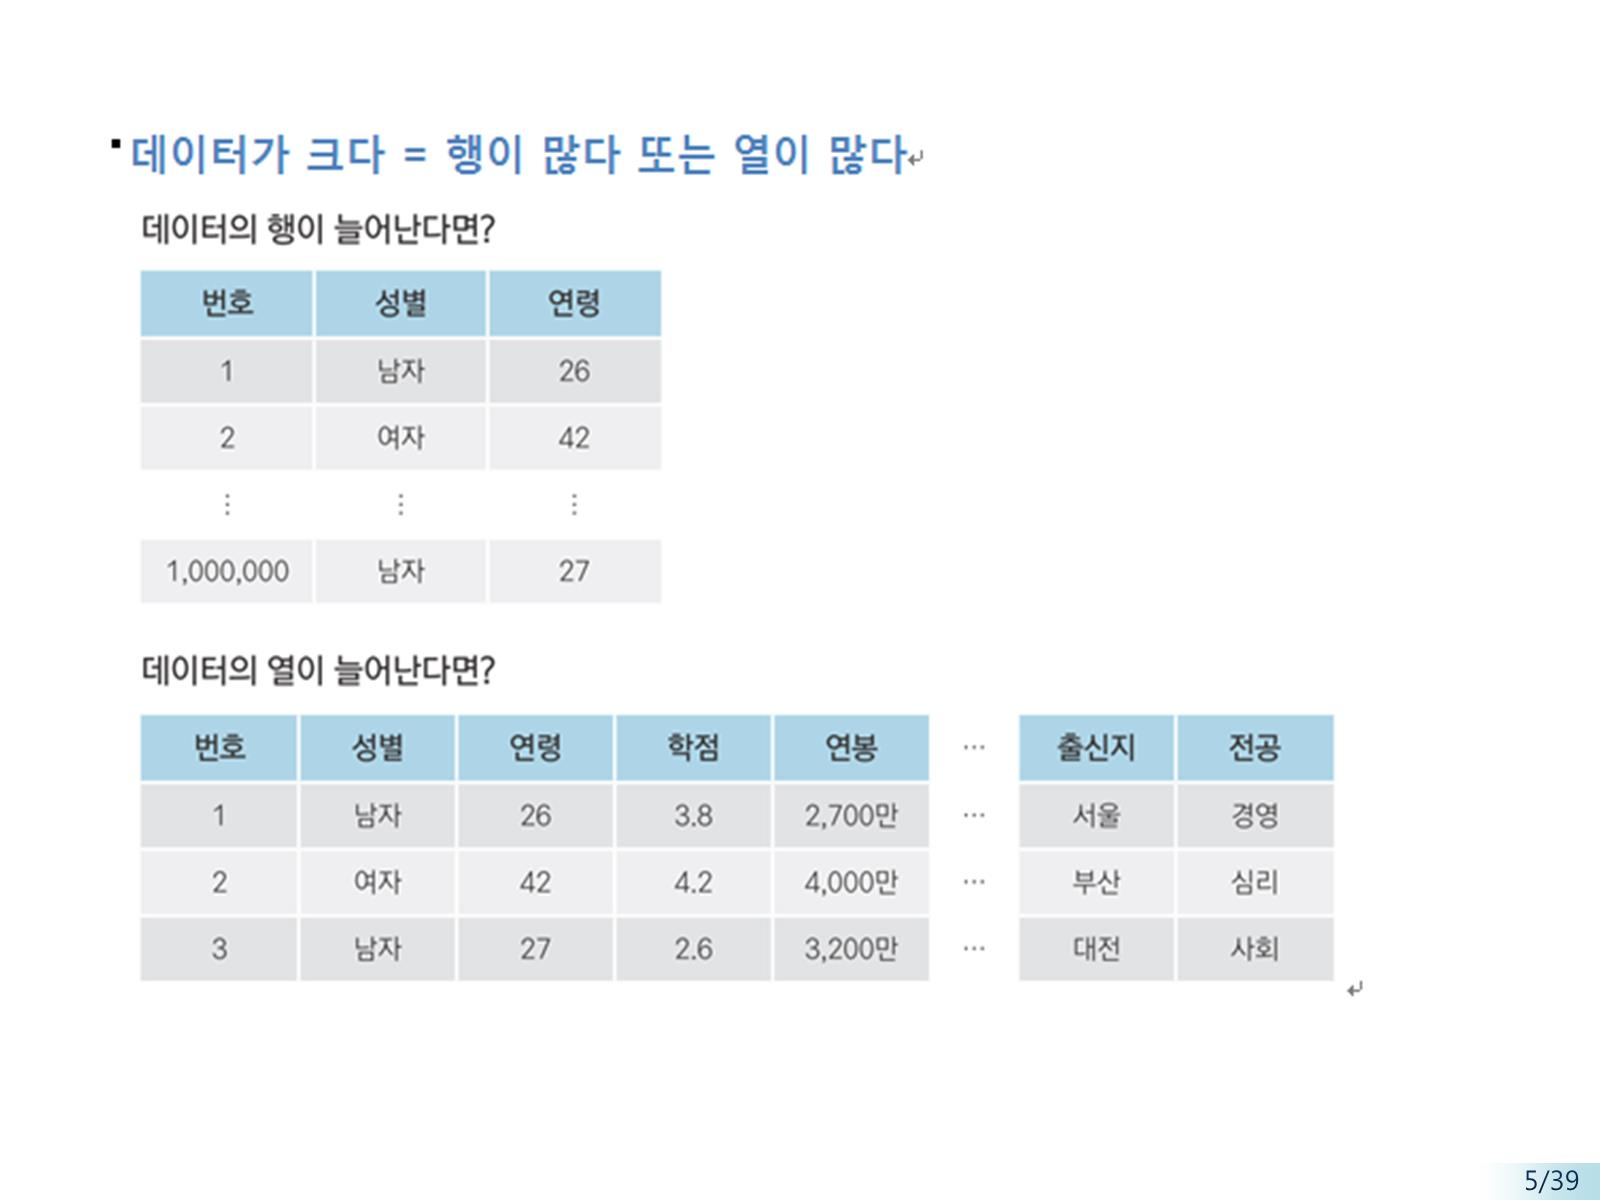 ▪ 데이터가 크다 = 행이 많다 또는 열이 많다↵
데이터의 행이 늘어난다면?
번호 성별 연령
1 남자 26
2 여자 42
⋮ ⋮ ⋮
1,000,000 남자 27
데이터의 열이 늘어난다면?
번호 성별 연령 학점 연봉 … 출신지 전공
1 남자 26 3.8 2,700만 … 서울 경영
2 여자 42 4.2 4,000만 … 부산 심리
3 남자 27 2.6 3,200만 … 대전 사회
↵
5/39